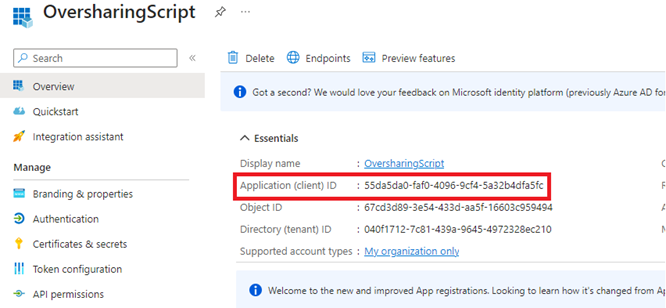 OversharingScript
Search
Overview
Quickstart
Integration assistant
Manage
Branding & properties
Authentication
Certificates & secrets
Token configuration
API permissions
Delete Endpoints Preview features
Got a second? We would love your feedback on Microsoft identity platform (previously Azure AD for
Essentials
Display name : OversharingScript
Application (client) ID : 55da5da0-faf0-4096-9cf4-5a32b4dfa5fc
Object ID : 67cd3d89-3e54-433d-aa5f-16603c959494
Directory (tenant) ID : 040f1712-7c81-439a-9645-4972328ec210
Supported account types : My organization only
Welcome to the new and improved App registrations. Looking to learn how it's changed from Ap